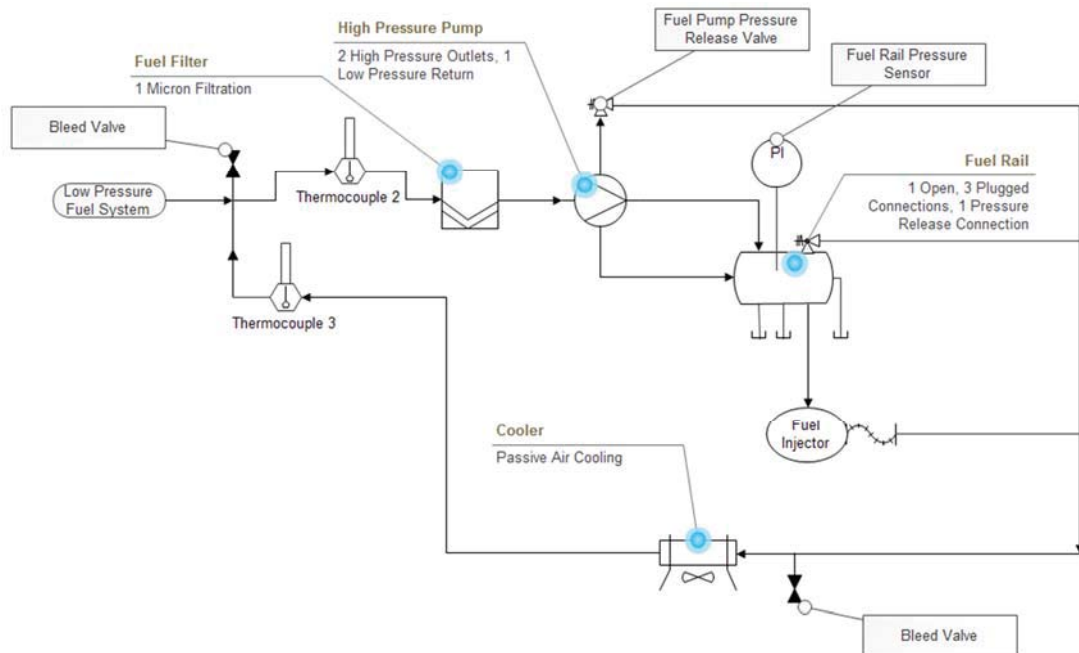 Fuel Pump Pressure
Release Valve
High Pressure Pump
2 High Pressure Outlets, 1
Low Pressure Return
Fuel Rail Pressure
Sensor
Fuel Filter
1 Micron Filtration
Bleed Valve
PI
Fuel Rail
1 Open, 3 Plugged
Connections, 1 Pressure
Release Connection
Low Pressure
Fuel System
Thermocouple 2
Thermocouple 3
Fuel
Injector
Cooler
Passive Air Cooling
Bleed Valve